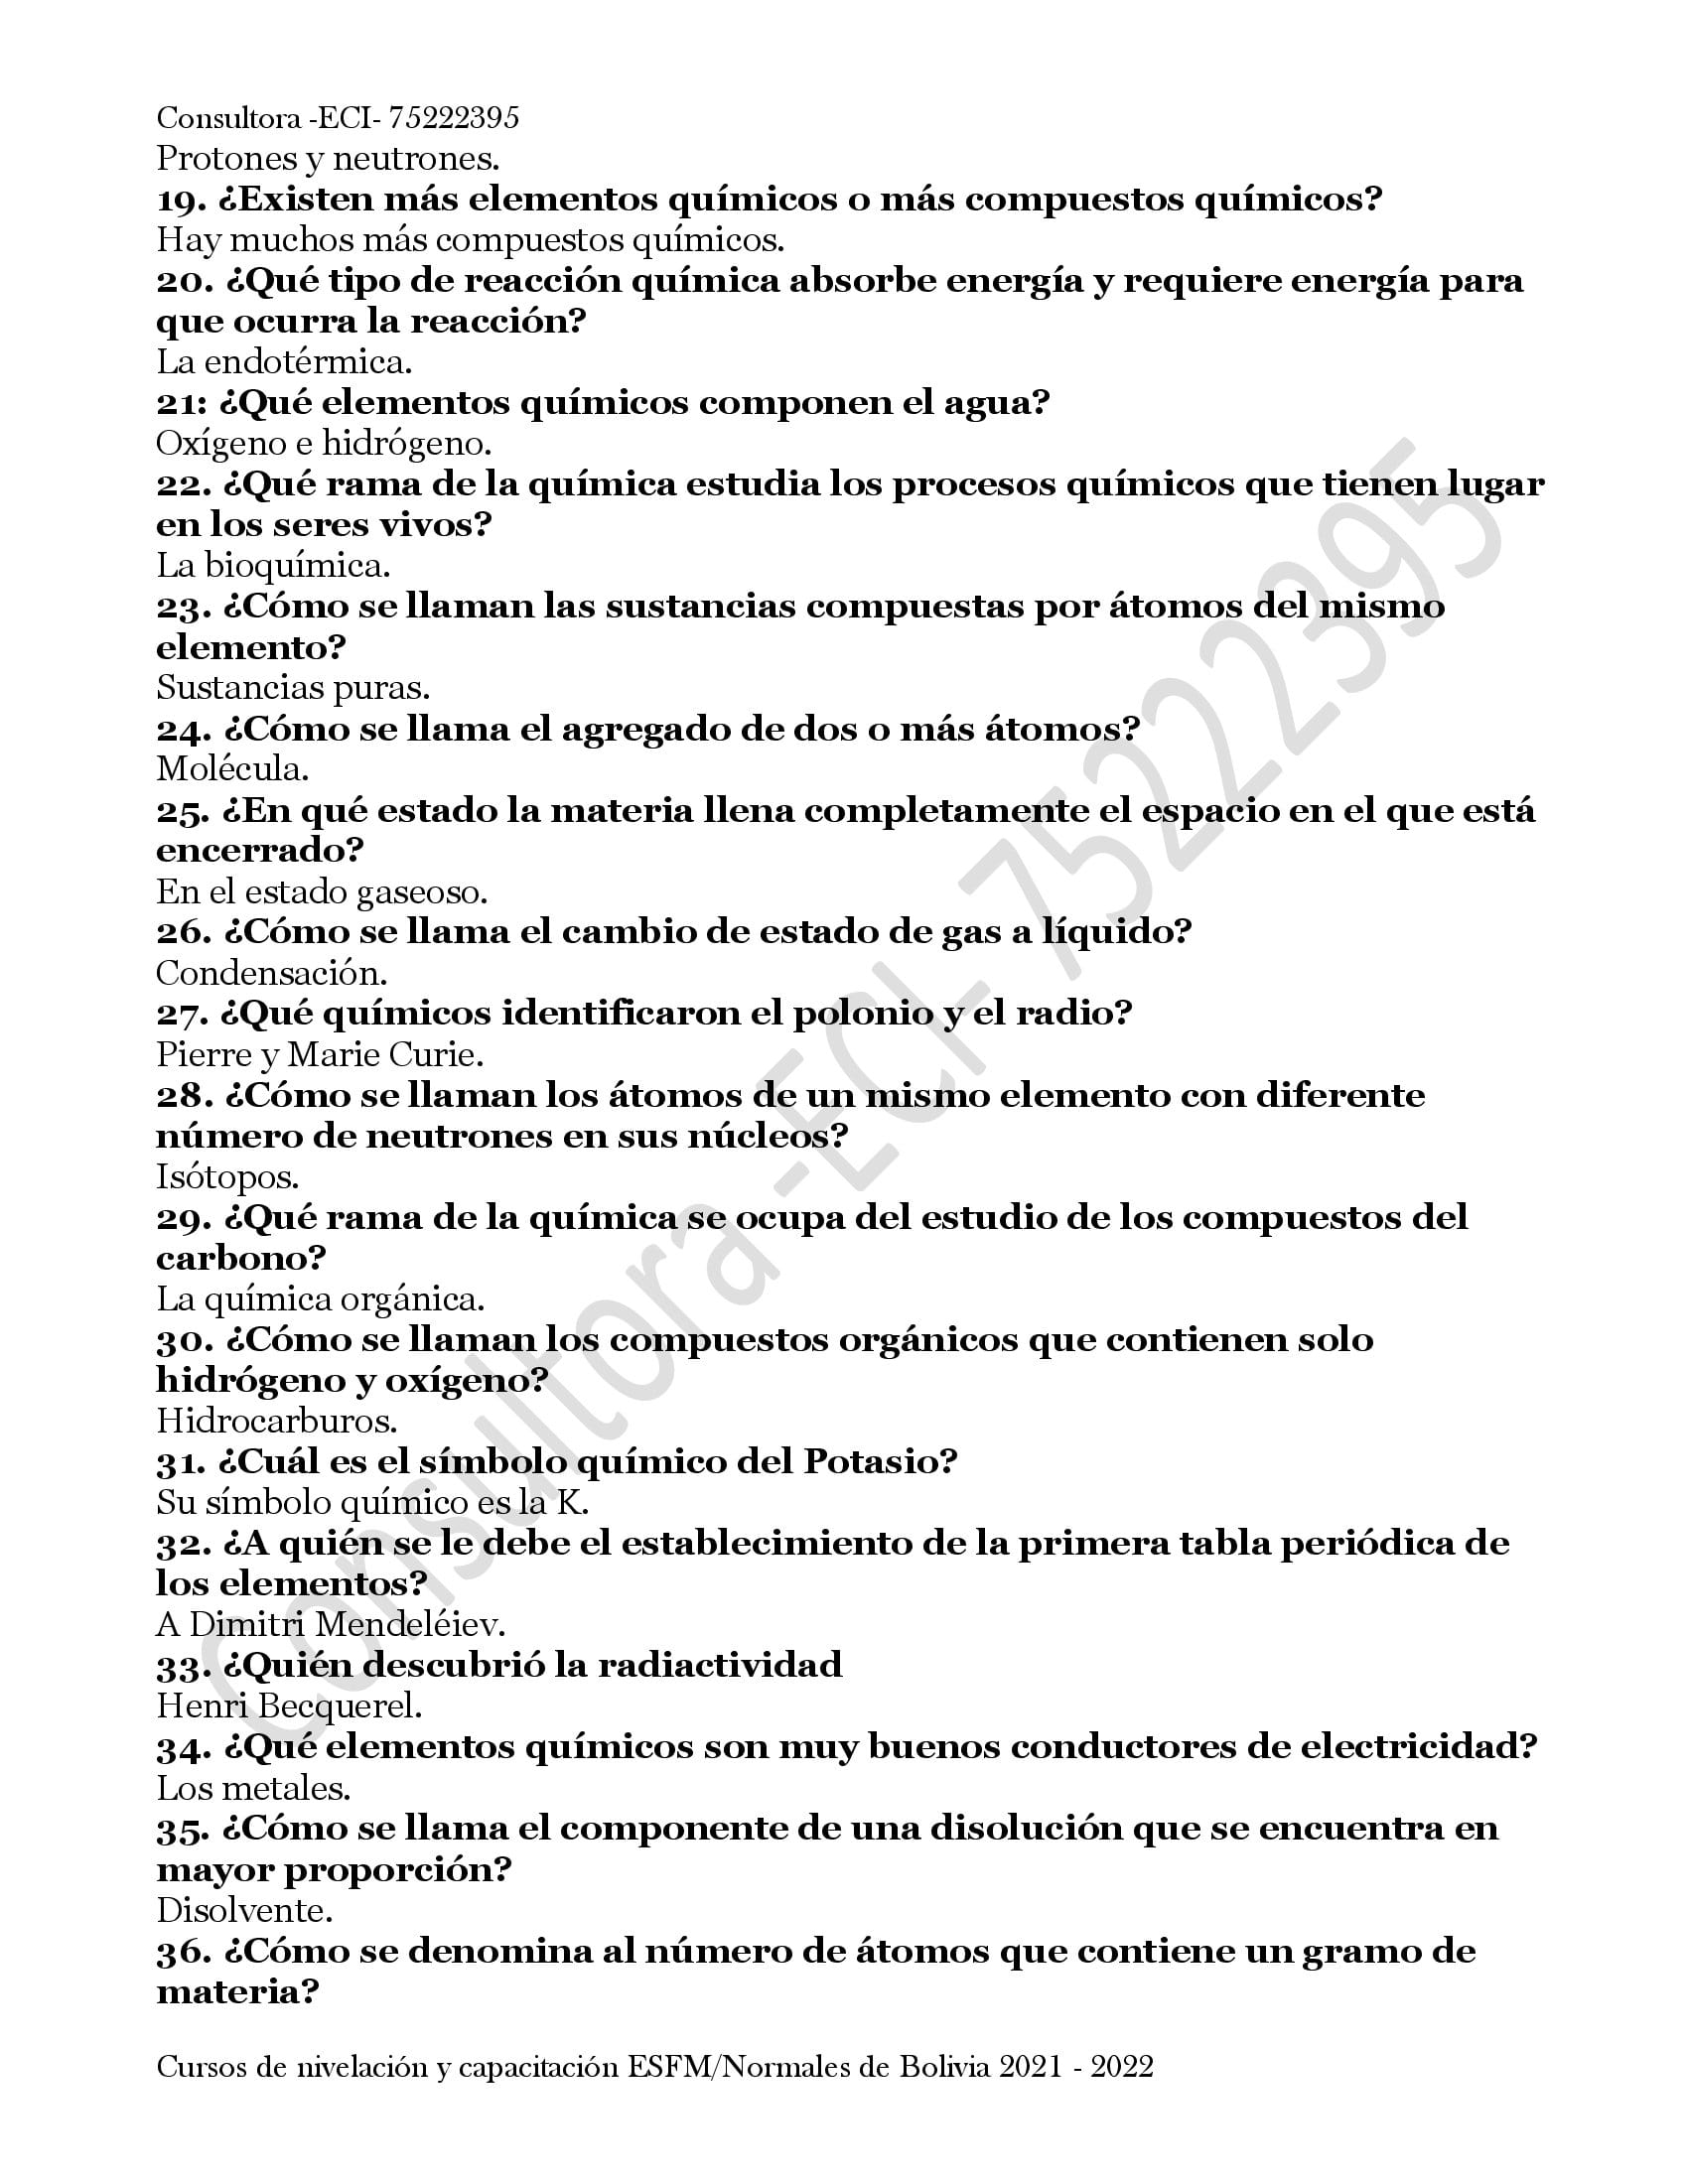 Consultora -ECI- 75222395
Protones y neutrones.
19. ¿Existen más elementos químicos o más compuestos químicos?
Hay muchos más compuestos químicos.
20. ¿Qué tipo de reacción química absorbe energía y requiere energía para
que ocurra la reacción?
La endotérmica.
21: ¿Qué elementos químicos componen el agua?
Oxígeno e hidrógeno.
22. ¿Qué rama de la química estudia los procesos químicos que tienen lugar
en los seres vivos?
La bioquímica.
23. ¿Cómo se llaman las sustancias compuestas por átomos del mismo
elemento?
Sustancias puras.
24. ¿Cómo se llama el agregado de dos o más átomos?
Molécula.
25. ¿En qué estado la materia llena completamente el espacio en el que está
encerrado?
En el estado gaseoso.
26. ¿Cómo se llama el cambio de estado de gas a líquido?
Condensación.
27. ¿Qué químicos identificaron el polonio y el radio?
Pierre y Marie Curie.
28. ¿Cómo se llaman los átomos de un mismo elemento con diferente
número de neutrones en sus núcleos?
Isótopos.
29. ¿Qué rama de la química se ocupa del estudio de los compuestos del
carbono?
La química orgánica.
30. ¿Cómo se llaman los compuestos orgánicos que contienen solo
hidrógeno y oxígeno?
Hidrocarburos.
31. ¿Cuál es el símbolo químico del Potasio?
Su símbolo químico es la K.
32. ¿A quién se le debe el establecimiento de la primera tabla periódica de
los elementos?
A Dimitri Mendeléiev.
33. ¿Quién descubrió la radiactividad
Henri Becquerel.
34. ¿Qué elementos químicos son muy buenos conductores de electricidad?
Los metales.
35. ¿Cómo se llama el componente de una disolución que se encuentra en
mayor proporción?
Disolvente.
36. ¿Cómo se denomina al número de átomos que contiene un gramo de
materia?
Cursos de nivelación y capacitación ESFM/Normales de Bolivia 2021 - 2022
Consultora -ECI- 75222395